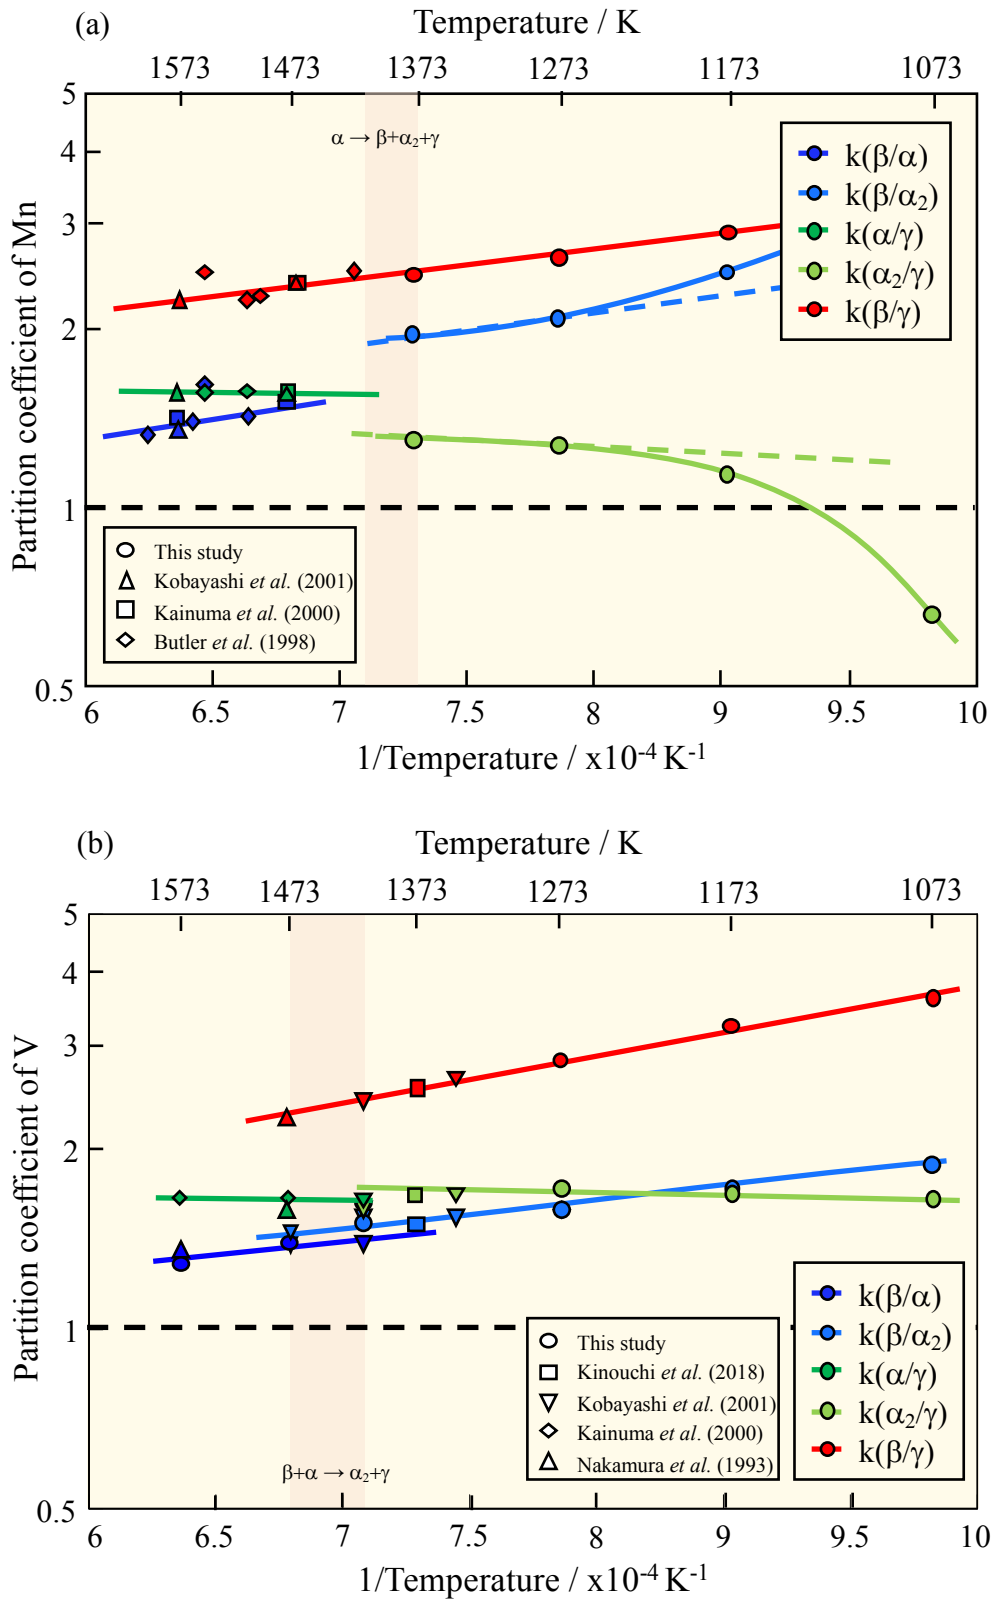 (a)
Temperature / K
1573 1473 1373 1273 1173 1073
α → β+α₂+γ
Partition coefficient of Mn
5
4
3
2
1
0.5
k(β/α)
k(β/α₂)
k(α/γ)
k(α₂/γ)
k(β/γ)
This study
Kobayashi et al. (2001)
Kainuma et al. (2000)
Butler et al. (1998)
6 6.5 7 7.5 8 9 9.5 10
1/Temperature / x10⁻⁴ K⁻¹
(b)
Temperature / K
1573 1473 1373 1273 1173 1073
Partition coefficient of V
5
4
3
2
1
0.5
k(β/α)
k(β/α₂)
k(α/γ)
k(α₂/γ)
k(β/γ)
This study
Kinouchi et al. (2018)
Kobayashi et al. (2001)
Kainuma et al. (2000)
Nakamura et al. (1993)
β+α → α₂+γ
6 6.5 7 7.5 8 9 9.5 10
1/Temperature / x10⁻⁴ K⁻¹